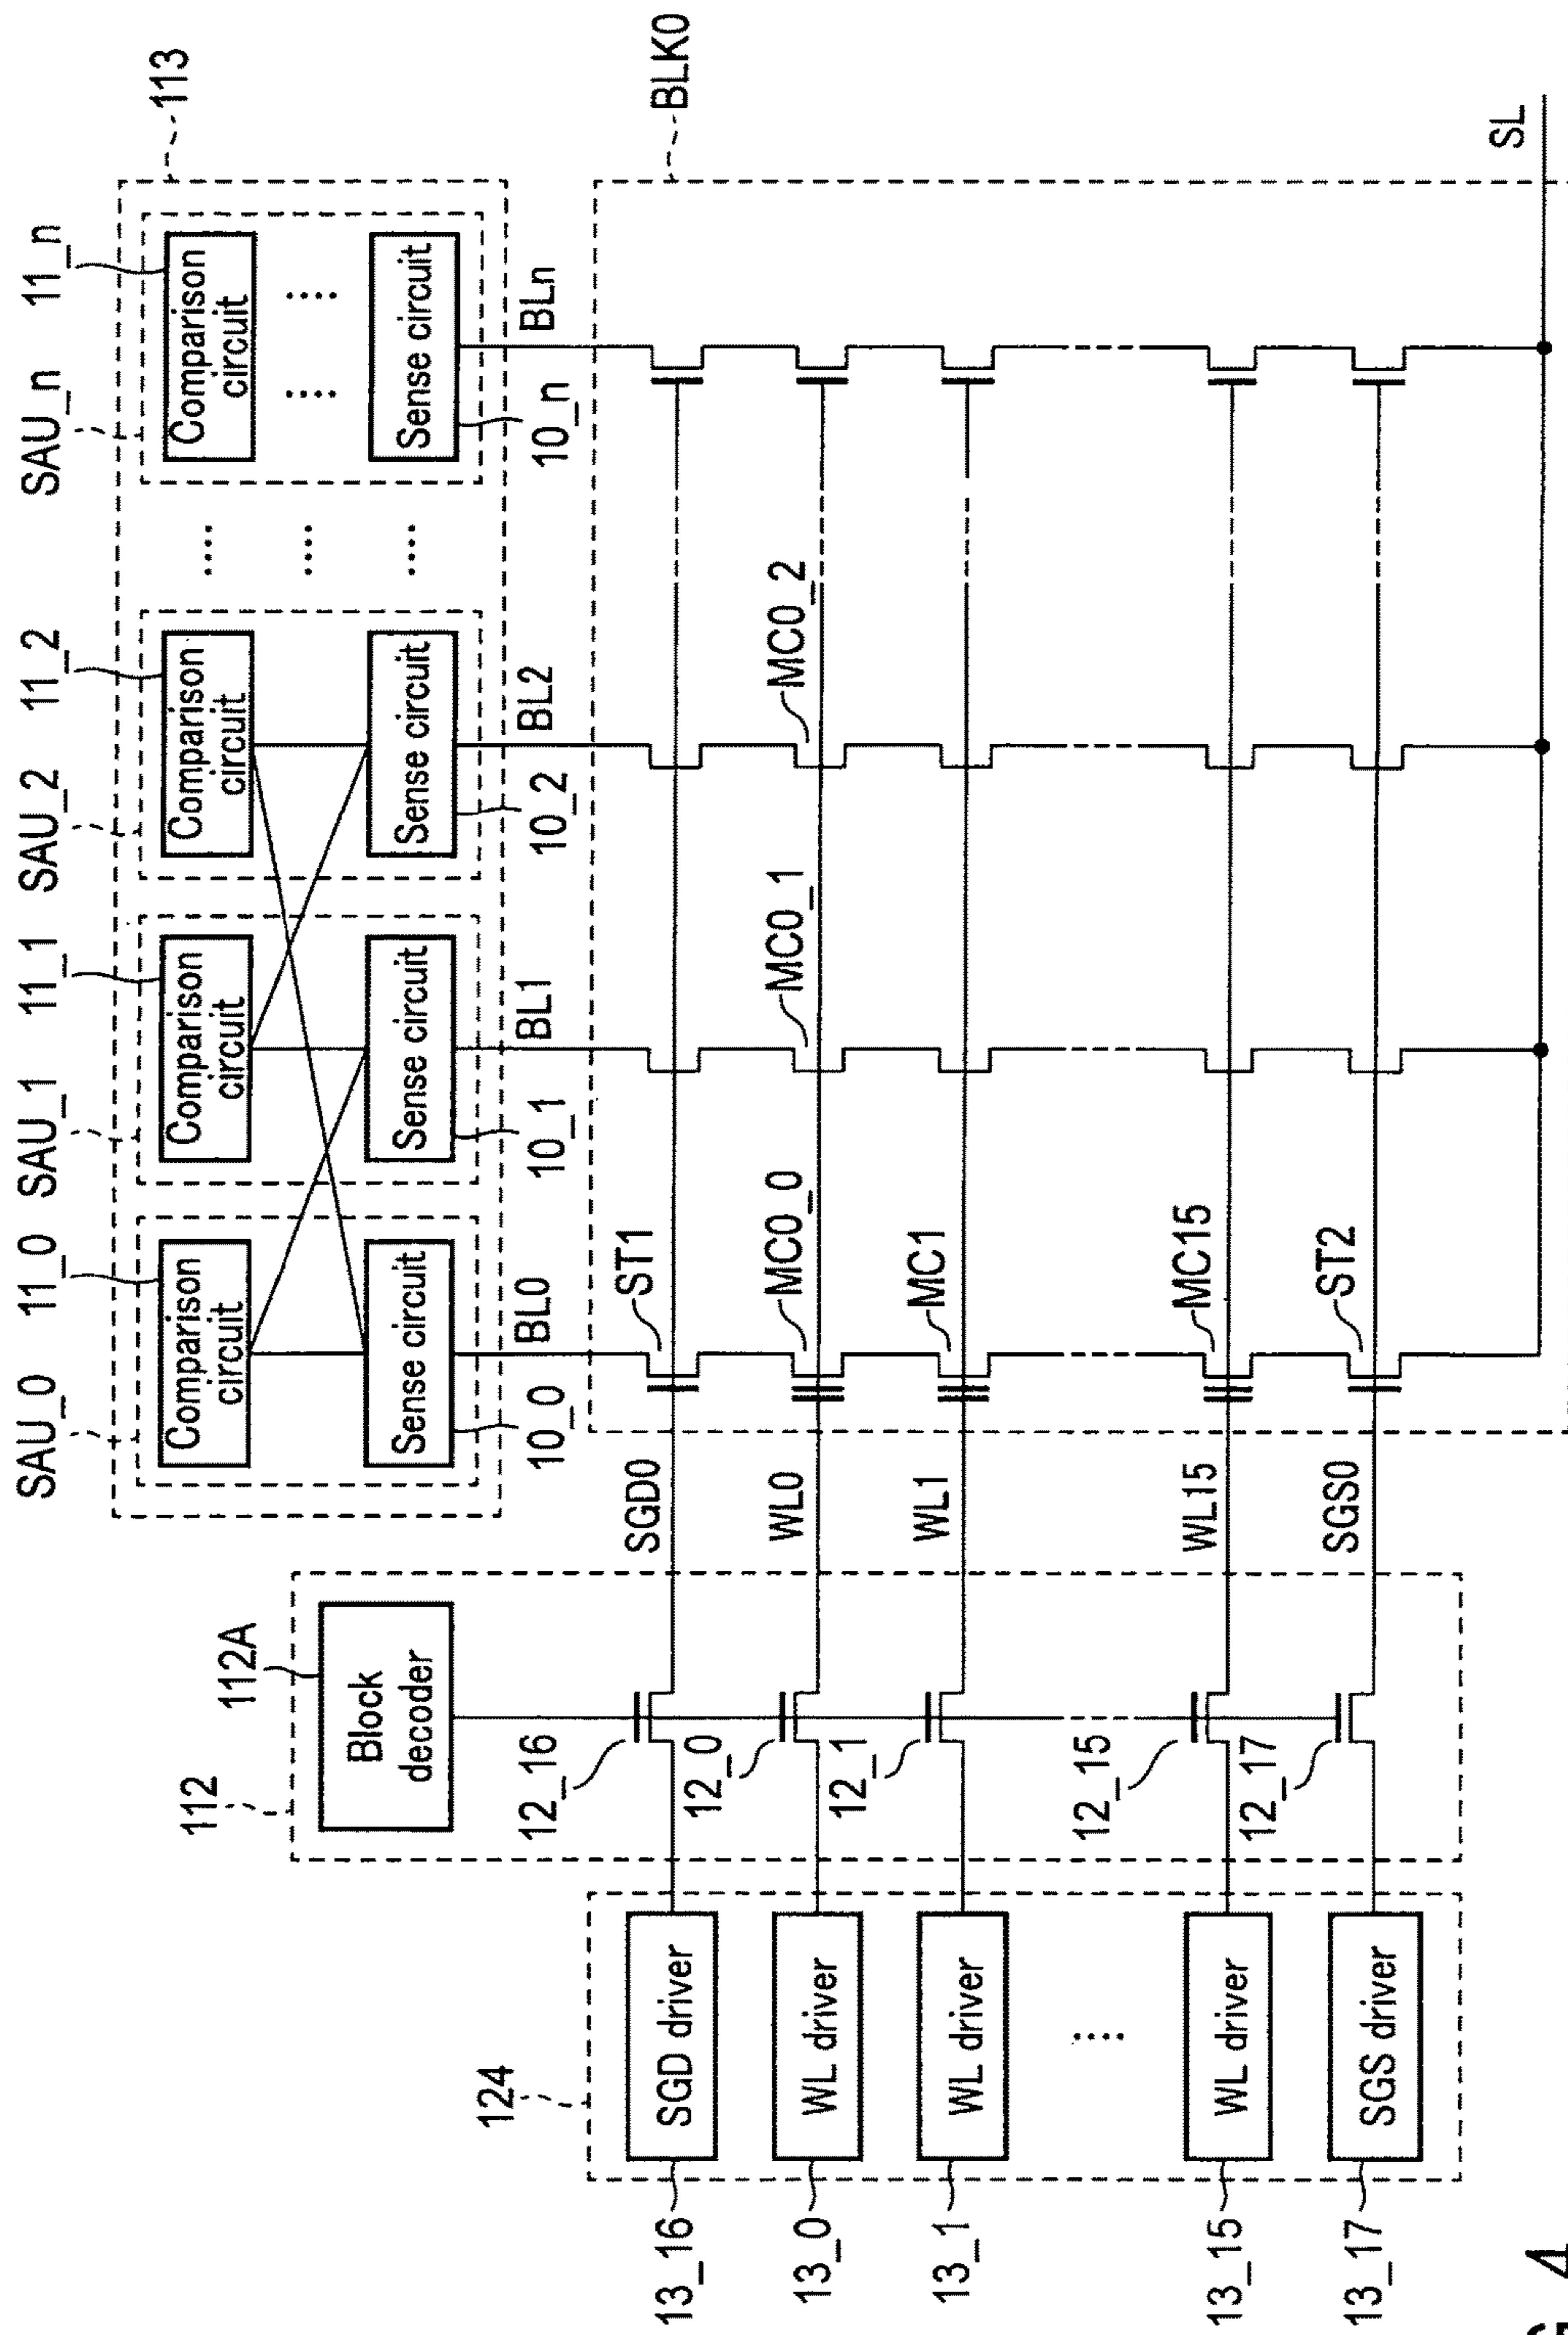 SAU_0 11_0 SAU_1 11_1 SAU_2 11_2 SAU_n 11_n
113
Comparison
circuit
Comparison
circuit
Comparison
circuit
Comparison
circuit
Sense circuit
Sense circuit
Sense circuit
Sense circuit
10_0 BL0
10_1 BL1
10_2 BL2
10_n BLn
112
112A
Block
decoder
BLK0
124
SGD driver
13_16
12_16
SGD0
ST1
WL driver
13_0
12_0
WL0
MC0_0
MC0_1
MC0_2
WL driver
13_1
12_1
WL1
MC1
WL driver
13_15
12_15
WL15
MC15
SGS driver
13_17
12_17
SGS0
ST2
SL
4